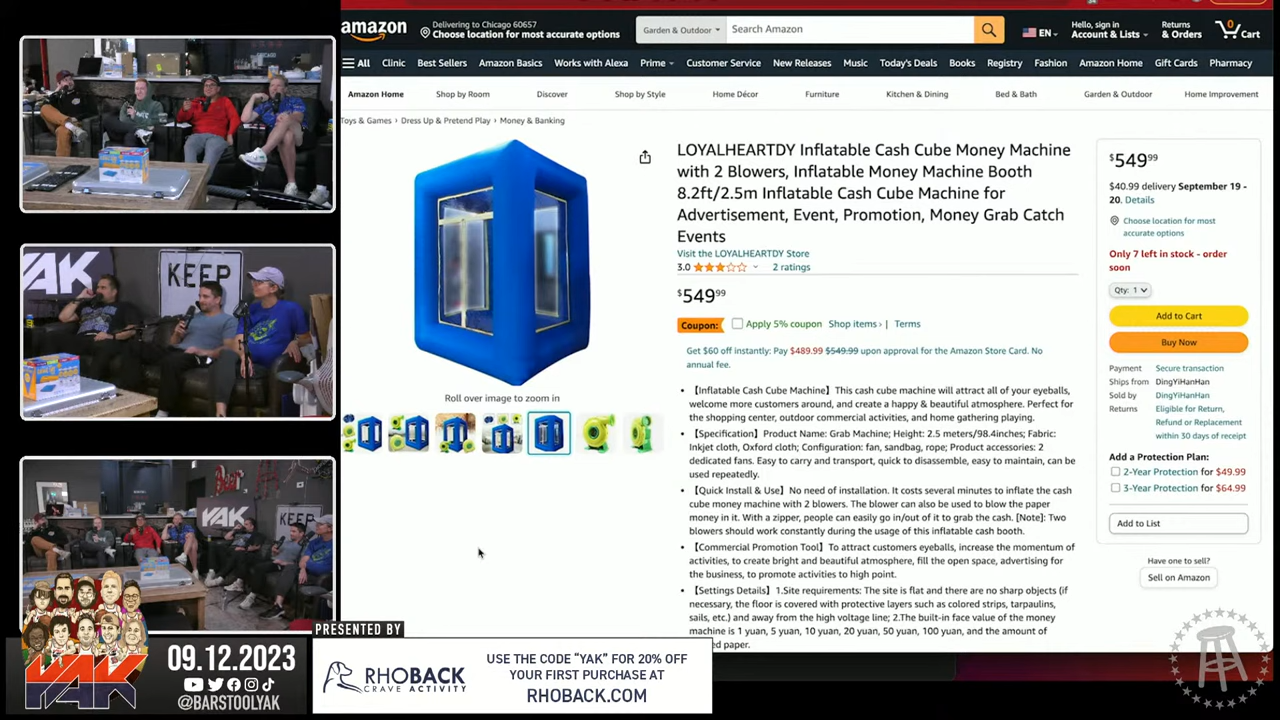 YAK
KEEP
YAK
KEEP
YAK
09.12.2023
@BARSTOOLYAK
PRESENTED BY
RHOBACK
CRAVE ACTIVITY
USE THE CODE “YAK” FOR 20% OFF
YOUR FIRST PURCHASE AT
RHOBACK.COM
amazon
Delivering to Chicago 60657
Choose location for most accurate options
Garden & Outdoor
Search Amazon
EN
Hello, sign in
Account & Lists
Returns
& Orders
0
Cart
All
Clinic
Best Sellers
Amazon Basics
Works with Alexa
Prime
Customer Service
New Releases
Music
Today's Deals
Books
Registry
Fashion
Amazon Home
Gift Cards
Pharmacy
Amazon Home
Shop by Room
Discover
Shop by Style
Home Décor
Furniture
Kitchen & Dining
Bed & Bath
Garden & Outdoor
Home Improvement
Toys & Games › Dress Up & Pretend Play › Money & Banking
Roll over image to zoom in
LOYALHEARTDY Inflatable Cash Cube Money Machine
with 2 Blowers, Inflatable Money Machine Booth
8.2ft/2.5m Inflatable Cash Cube Machine for
Advertisement, Event, Promotion, Money Grab Catch
Events
Visit the LOYALHEARTDY Store
3.0
2 ratings
$549⁹⁹
Coupon:
Apply 5% coupon
Shop items ›
|
Terms
Get $60 off instantly: Pay $489.99 $549.99 upon approval for the Amazon Store Card. No
annual fee.
• 【Inflatable Cash Cube Machine】This cash cube machine will attract all of your eyeballs,
welcome more customers around, and create a happy & beautiful atmosphere. Perfect for
the shopping center, outdoor commercial activities, and home gathering playing.
• 【Specification】Product Name: Grab Machine; Height: 2.5 meters/98.4inches; Fabric:
Inkjet cloth, Oxford cloth; Configuration: fan, sandbag, rope; Product accessories: 2
dedicated fans. Easy to carry and transport, quick to disassemble, easy to maintain, can be
used repeatedly.
• 【Quick Install & Use】No need of installation. It costs several minutes to inflate the cash
cube money machine with 2 blowers. The blower can also be used to blow the paper
money in it. With a zipper, people can easily go in/out of it to grab the cash. [Note]: Two
blowers should work constantly during the usage of this inflatable cash booth.
• 【Commercial Promotion Tool】To attract customers eyeballs, increase the momentum of
activities, to create bright and beautiful atmosphere, fill the open space, advertising for
the business, to promote activities to high point.
• 【Settings Details】1.Site requirements: The site is flat and there are no sharp objects (if
necessary, the floor is covered with protective layers such as colored strips, tarpaulins,
sails, etc.) and away from the high voltage line; 2.The built-in face value of the money
machine is 1 yuan, 5 yuan, 10 yuan, 20 yuan, 50 yuan, 100 yuan, and the amount of
paper.
$549⁹⁹
$40.99 delivery September 19 -
20. Details
Choose location for most
accurate options
Only 7 left in stock - order
soon
Qty: 1
Add to Cart
Buy Now
Payment
Secure transaction
Ships from
DingYiHanHan
Sold by
DingYiHanHan
Returns
Eligible for Return,
Refund or Replacement
within 30 days of receipt
Add a Protection Plan:
2-Year Protection for $49.99
3-Year Protection for $64.99
Add to List
Have one to sell?
Sell on Amazon